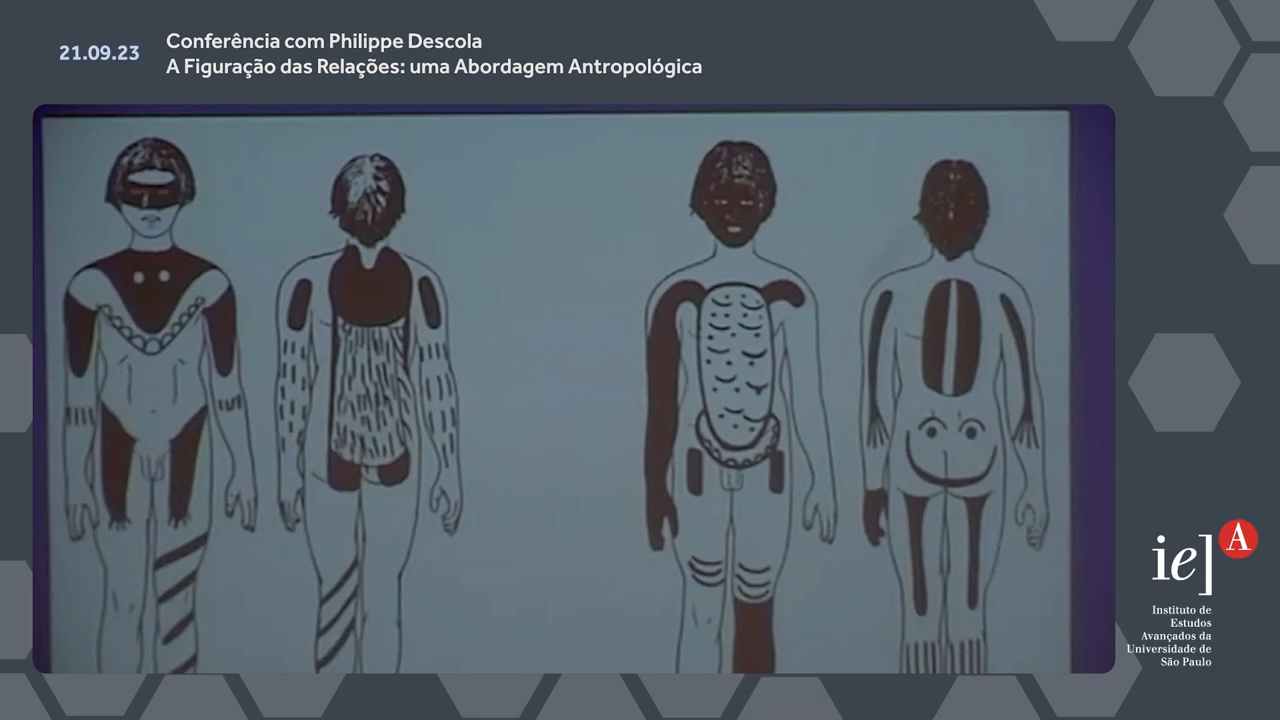 21.09.23
Conferência com Philippe Descola
A Figuração das Relações: uma Abordagem Antropológica
ie] A
Instituto de
Estudos
Avançados da
Universidade de
São Paulo